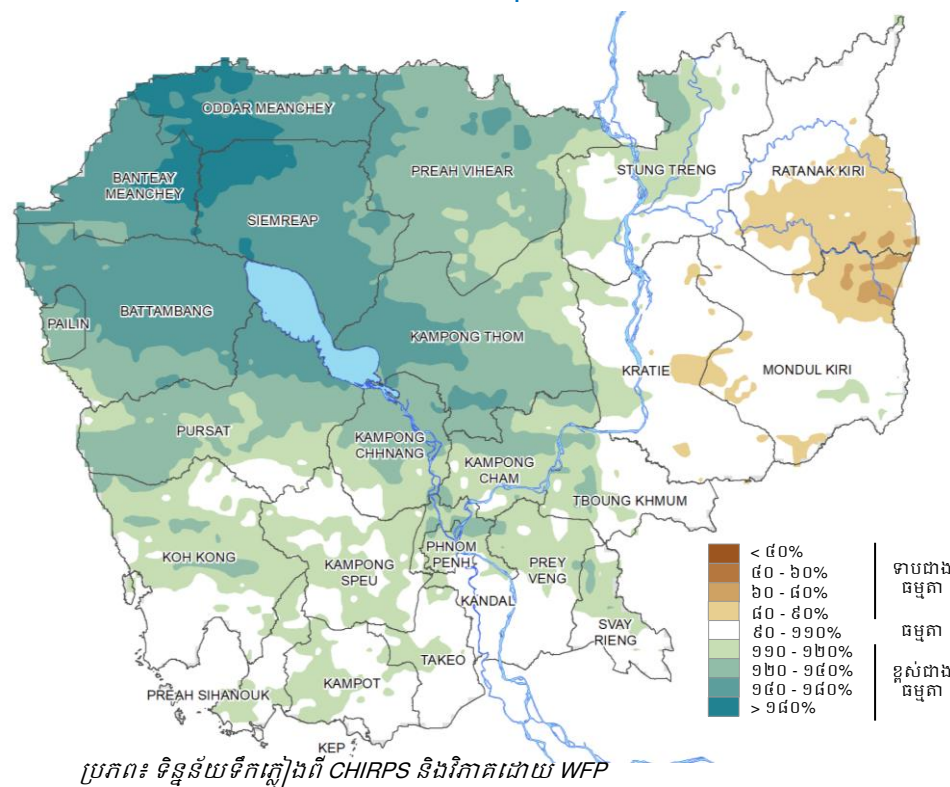 ODDAR MEANCHEY
PREAH VIHEAR
STUNG TRENG
RATANAK KIRI
BANTEAY
MEANCHEY
SIEMREAP
BATTAMBANG
PAILIN
KAMPONG THOM
KRATIE
MONDUL KIRI
PURSAT
KAMPONG
CHHNANG
KAMPONG
CHAM
TBOUNG KHMUM
KOH KONG
KAMPONG
SPEU
PHNOM
PENH
PREY
VENG
KANDAL
SVAY
RIENG
TAKEO
PREAH SIHANOUK
KAMPOT
KEP
< ៤០%
៤០ - ៦០%
៦០ - ៨០%
៨០ - ៩០%
៩០ - ១១០%
១១០ - ១២០%
១២០ - ១៤០%
១៤០ - ១៨០%
> ១៨០%
ទាបជាង
ធម្មតា
ធម្មតា
ខ្ពស់ជាង
ធម្មតា
ប្រភព៖ ទិន្នន័យទឹកភ្លៀងពី CHIRPS និងវិភាគដោយ WFP